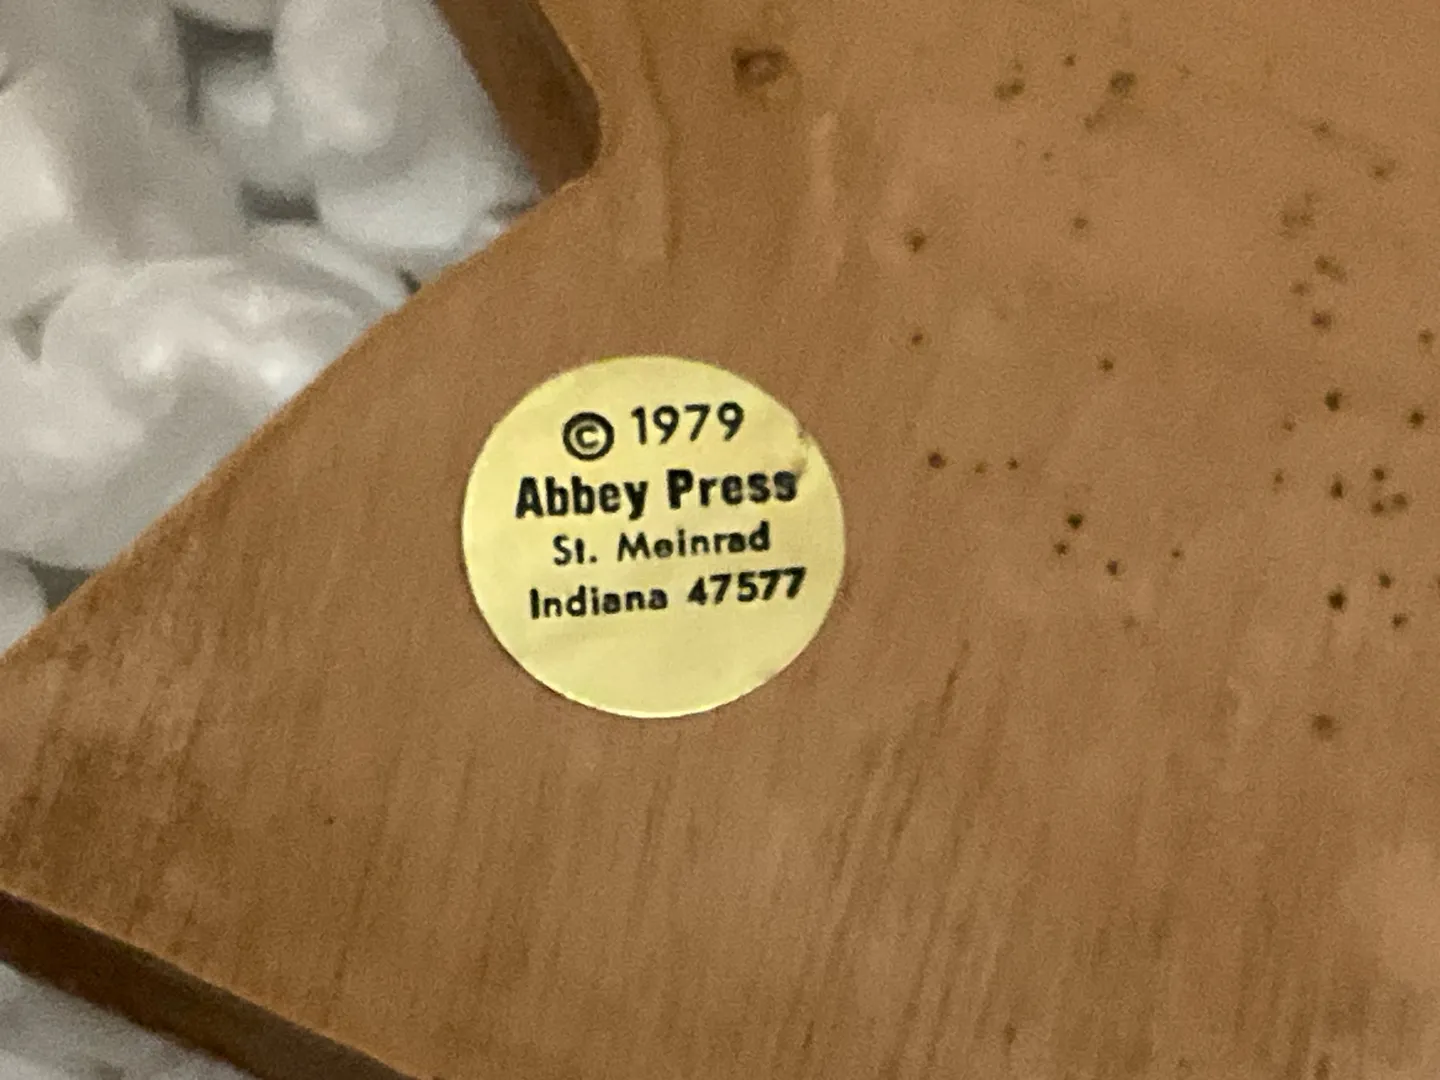 © 1979
Abbey Press
St. Meinrad
Indiana 47577